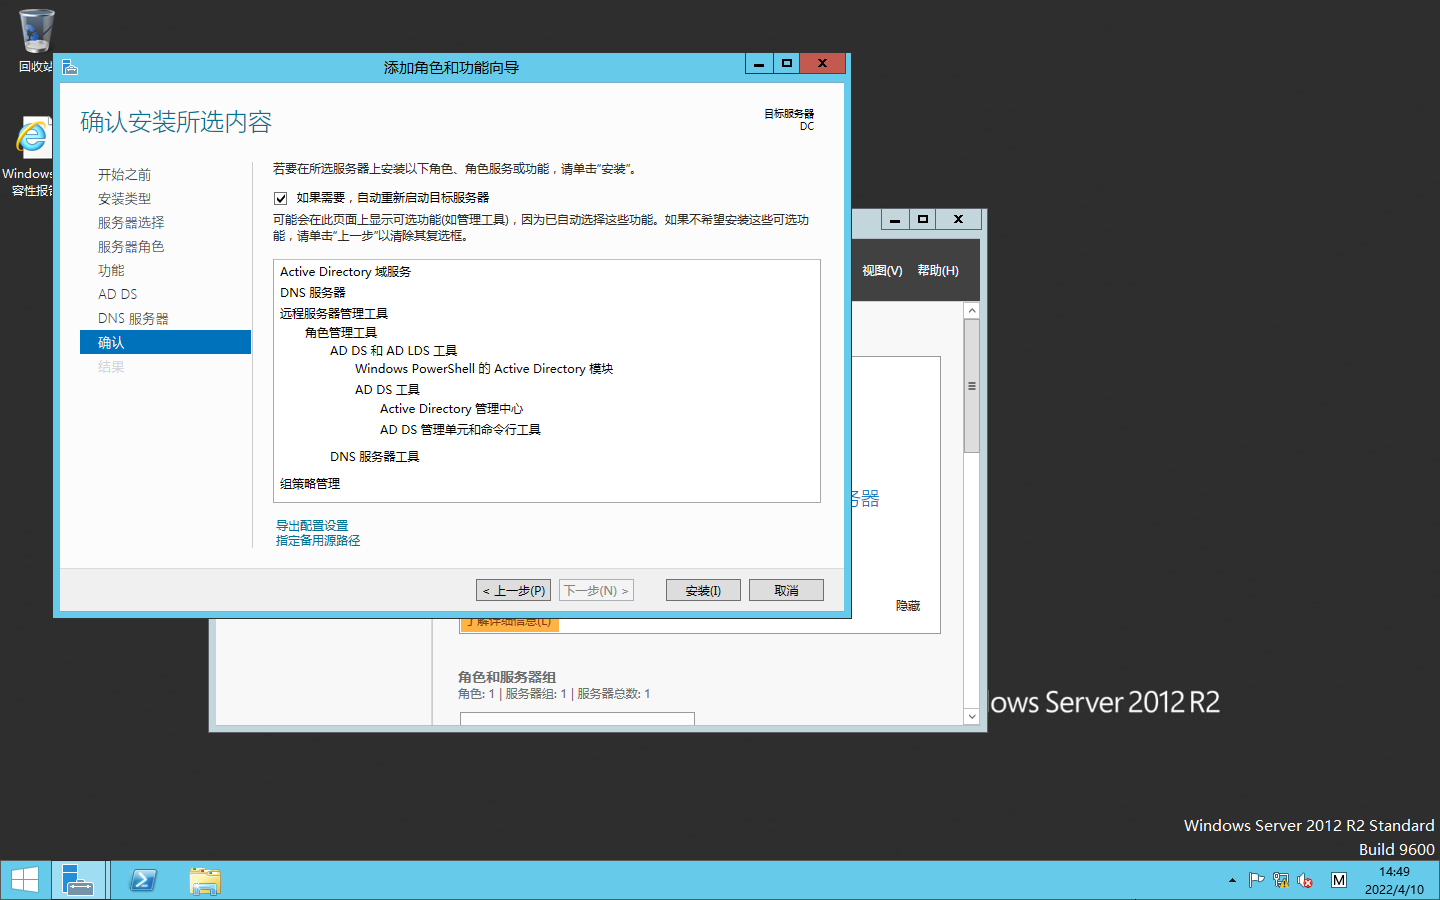 回收站
Windows
容性报告
添加角色和功能向导
确认安装所选内容
目标服务器
DC
开始之前
安装类型
服务器选择
服务器角色
功能
AD DS
DNS 服务器
确认
结果
若要在所选服务器上安装以下角色、角色服务或功能，请单击“安装”。
如果需要，自动重新启动目标服务器
可能会在此页面上显示可选功能(如管理工具)，因为已自动选择这些功能。如果不希望安装这些可选功
能，请单击“上一步”以清除其复选框。
Active Directory 域服务
DNS 服务器
远程服务器管理工具
角色管理工具
AD DS 和 AD LDS 工具
Windows PowerShell 的 Active Directory 模块
AD DS 工具
Active Directory 管理中心
AD DS 管理单元和命令行工具
DNS 服务器工具
组策略管理
导出配置设置
指定备用源路径
< 上一步(P)
下一步(N) >
安装(I)
取消
视图(V) 帮助(H)
务器
隐藏
了解详细信息(L)
角色和服务器组
角色: 1 | 服务器组: 1 | 服务器总数: 1
ows Server 2012 R2
Windows Server 2012 R2 Standard
Build 9600
M
14:49
2022/4/10